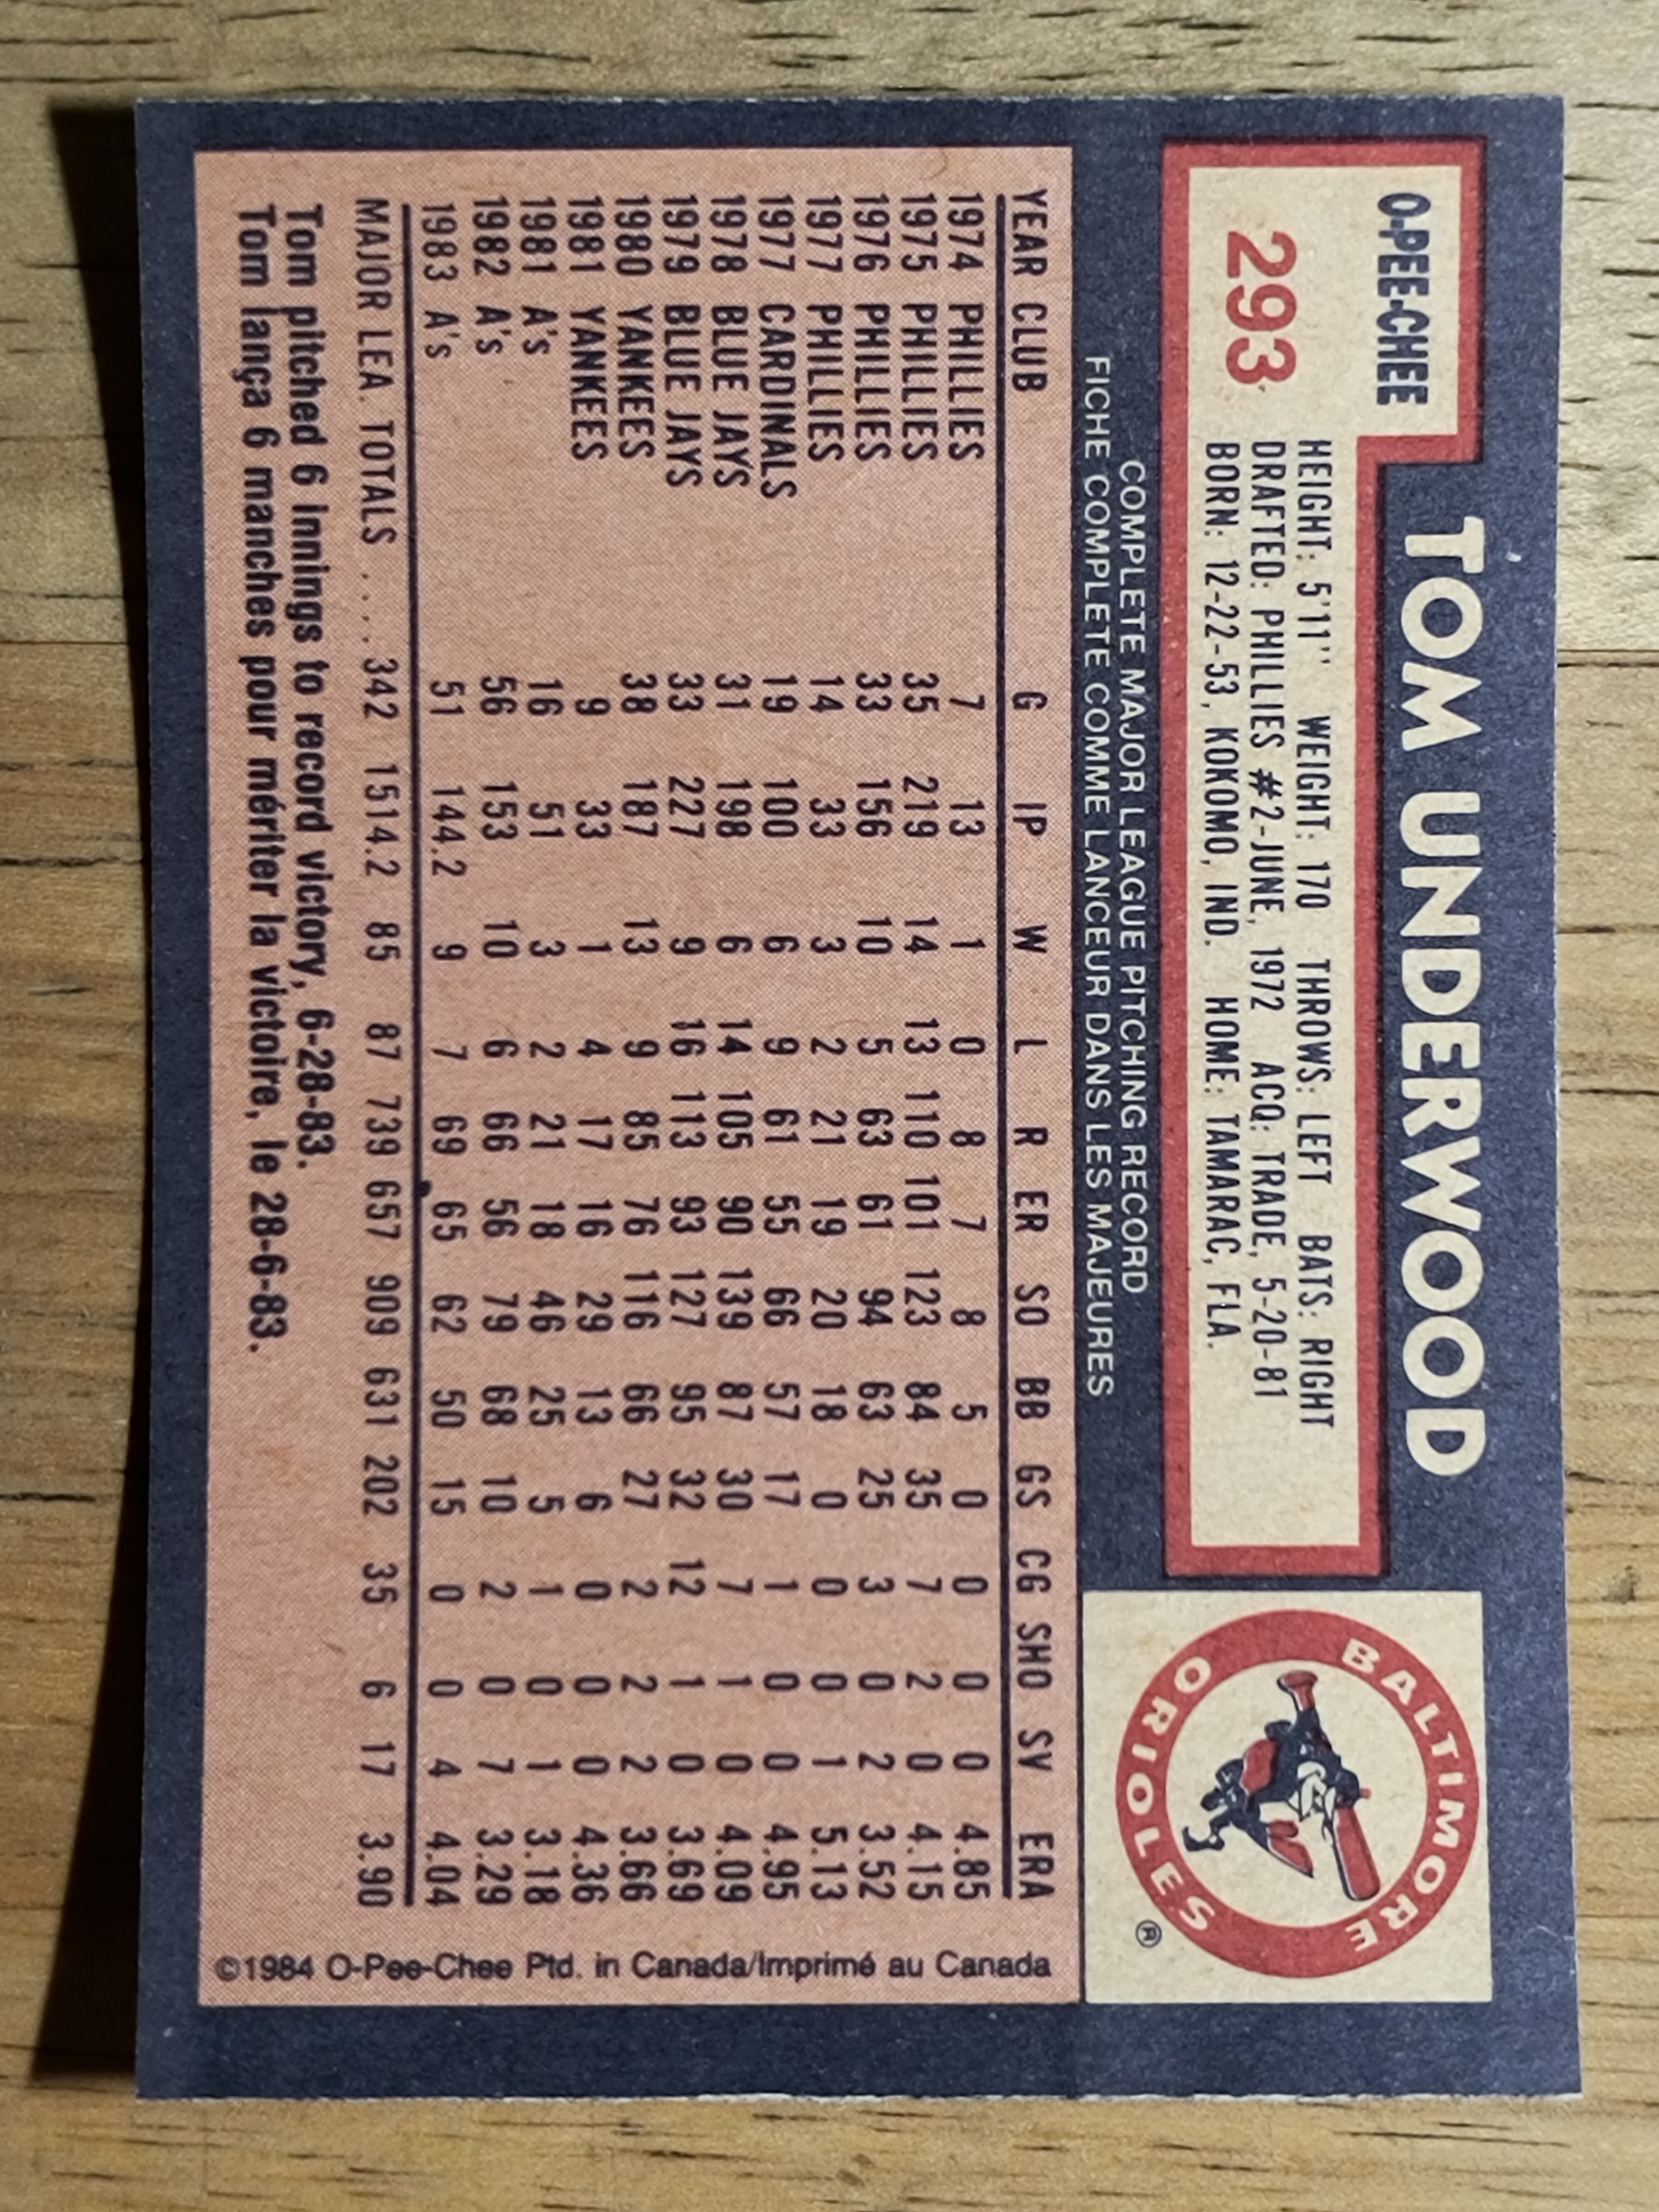 O-PEE-CHEE
293
TOM UNDERWOOD
HEIGHT: 5'11'' WEIGHT: 170 THROWS: LEFT BATS: RIGHT
DRAFTED: PHILLIES #2-JUNE, 1972 ACQ: TRADE, 5-20-81
BORN: 12-22-53, KOKOMO, IND. HOME: TAMARAC, FLA.
BALTIMORE
ORIOLES
®
COMPLETE MAJOR LEAGUE PITCHING RECORD
FICHE COMPLETE COMME LANCEUR DANS LES MAJEURES
YEAR CLUB G IP W L R ER SO BB GS CG SHO SV ERA
1974 PHILLIES 7 13 1 0 8 7 8 5 0 0 0 0 4.85
1975 PHILLIES 35 219 14 13 110 101 123 84 35 7 2 0 4.15
1976 PHILLIES 33 156 10 5 63 61 94 63 25 3 0 2 3.52
1977 PHILLIES 14 33 3 2 21 19 20 18 0 0 0 1 5.13
1977 CARDINALS 19 100 6 9 61 55 66 57 17 1 0 0 4.95
1978 BLUE JAYS 31 198 6 14 105 90 139 87 30 7 1 0 4.09
1979 BLUE JAYS 33 227 9 16 113 93 127 95 32 12 1 0 3.69
1980 YANKEES 38 187 13 9 85 76 116 66 27 2 2 2 3.66
1981 YANKEES 9 33 1 4 17 16 29 13 6 0 0 0 4.36
1981 A's 16 51 3 2 21 18 46 25 5 1 0 1 3.18
1982 A's 56 153 10 6 66 56 79 68 10 2 0 7 3.29
1983 A's 51 144.2 9 7 69 65 62 50 15 0 0 4 4.04
MAJOR LEA. TOTALS .... 342 1514.2 85 87 739 657 909 631 202 35 6 17 3.90
Tom pitched 6 innings to record victory, 6-28-83.
Tom lança 6 manches pour mériter la victoire, le 28-6-83.
©1984 O-Pee-Chee Ptd. in Canada/Imprimé au Canada